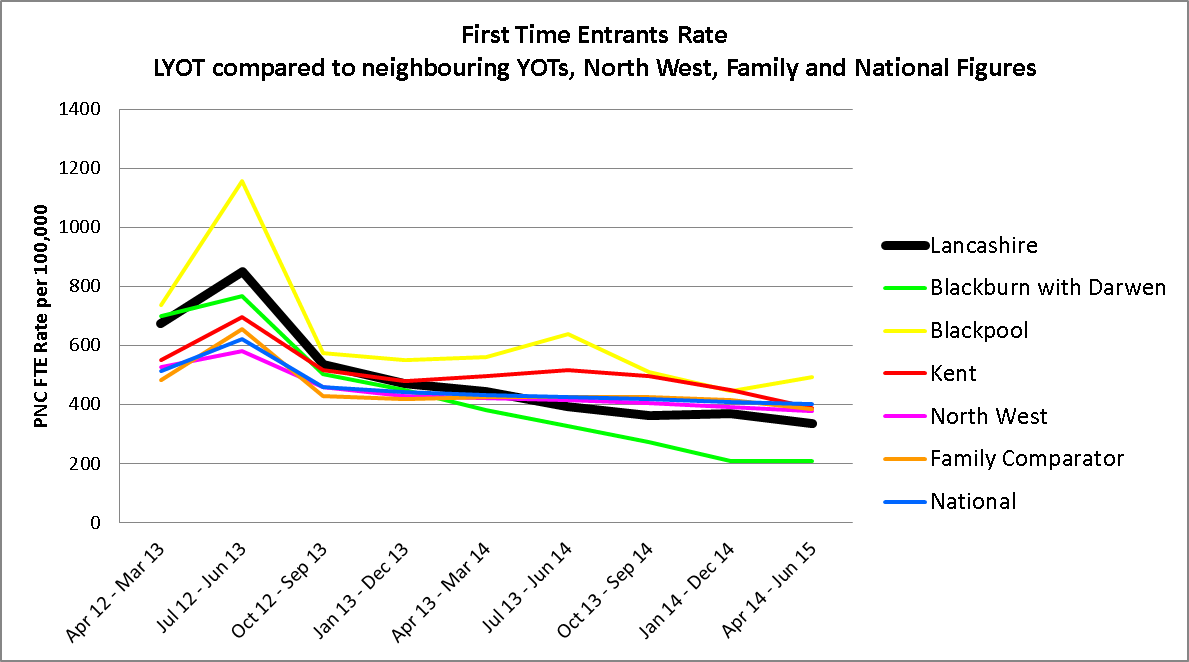 First Time Entrants Rate
LYOT compared to neighbouring YOTs, North West, Family and National Figures
PNC FTE Rate per 100,000
1400
1200
1000
800
600
400
200
0
Apr 12 - Mar 13
Jul 12 - Jun 13
Oct 12 - Sep 13
Jan 13 - Dec 13
Apr 13 - Mar 14
Jul 13 - Jun 14
Oct 13 - Sep 14
Jan 14 - Dec 14
Apr 14 - Jun 15
Lancashire
Blackburn with Darwen
Blackpool
Kent
North West
Family Comparator
National